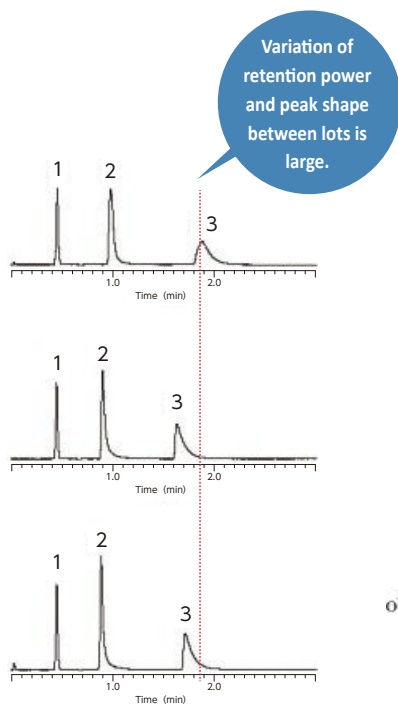 Variation of
retention power
and peak shape
between lots is
large.
1 2 3
1.0 2.0
Time (min)
1 2 3
1.0 2.0
Time (min)
1 2 3
1.0 2.0
Time (min)